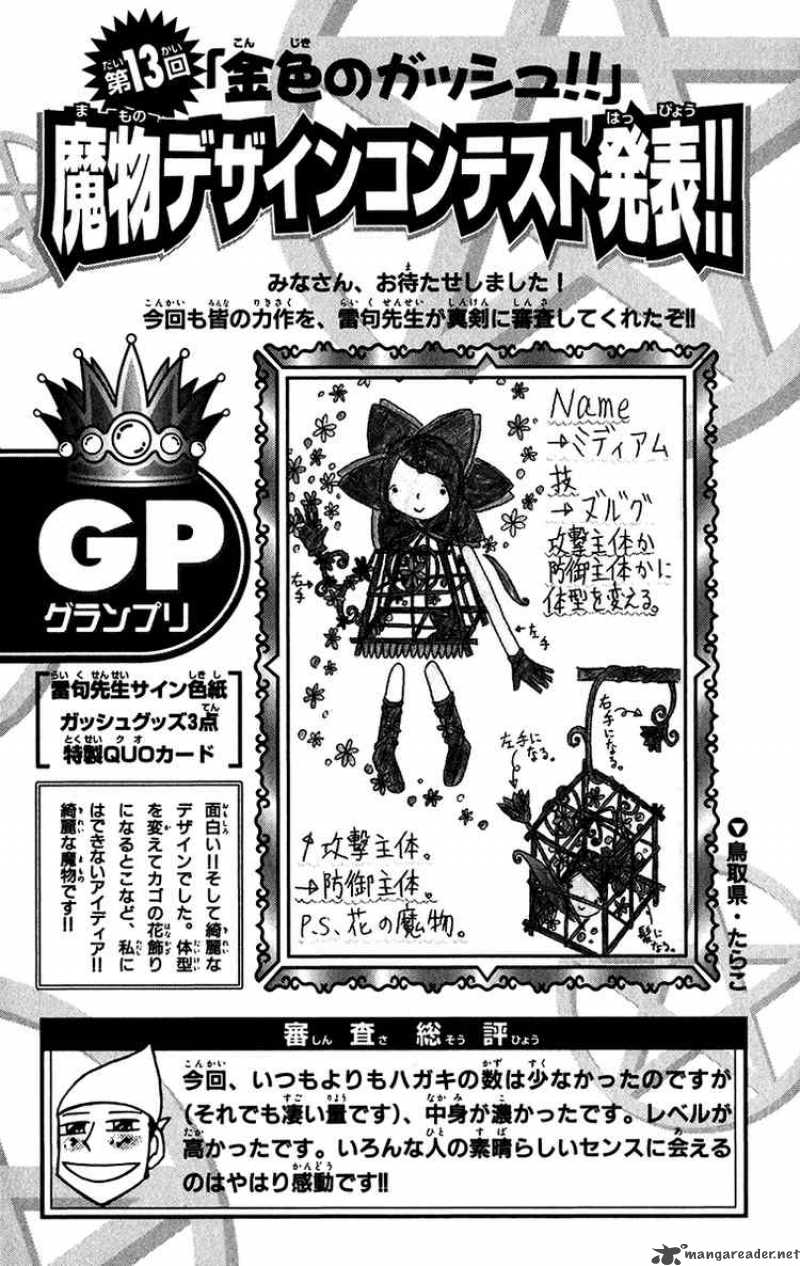 第13回
「金色のガッシュ!!」
魔物デザインコンテスト発表!!
みなさん、お待たせしました！
今回も皆の力作を、雷句先生が真剣に審査してくれたぞ!!
GP
グランプリ
雷句先生サイン色紙
ガッシュグッズ3点
特製QUOカード
面白い!!そして綺麗な
デザインでした。体型
を変えてカゴの花飾り
になるとこなど、私に
はできないアイディア!!
綺麗な魔物です!!
Name
→ミディアム
技
→ズルグ
攻撃主体か
防御主体かに
体型を変える。
右手
左手
右手になる。
左手に
なる。
髪に
なる。
↑攻撃主体。
→防御主体。
P.S、花の魔物。
▼鳥取県・たらこ
審査総評
今回、いつもよりもハガキの数は少なかったのですが
（それでも凄い量です）、中身が濃かったです。レベルが
高かったです。いろんな人の素晴らしいセンスに会える
のはやはり感動です!!
mangareader.net